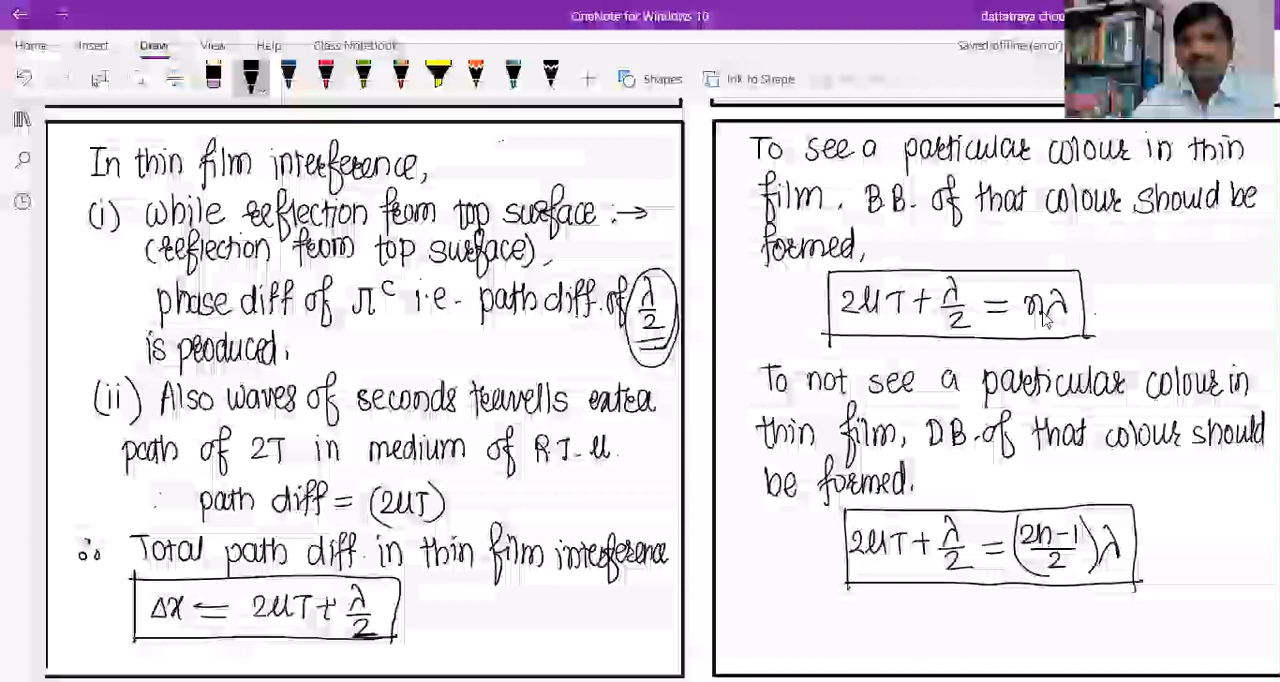 OneNote for Windows 10
dattatraya chou
Home Insert Draw View Help Class Notebook
Saved offline (error)
Shapes
Ink to Shape
In thin film interference,
(i) while reflection from top surface :→
(reflection from top surface),
phase diff of π^c i.e. path diff. of λ/2
is produced.
(ii) Also waves of seconds travells extra
path of 2T in medium of R.I. μ.
∴ path diff = (2μT)
∴ Total path diff. in thin film interference
Δx = 2μT + λ/2
To see a particular colour in thin
film, B.B. of that colour should be
formed,
2μT + λ/2 = nλ
To not see a particular colour in
thin film, D.B. of that colour should
be formed.
2μT + λ/2 = (2n-1/2)λ